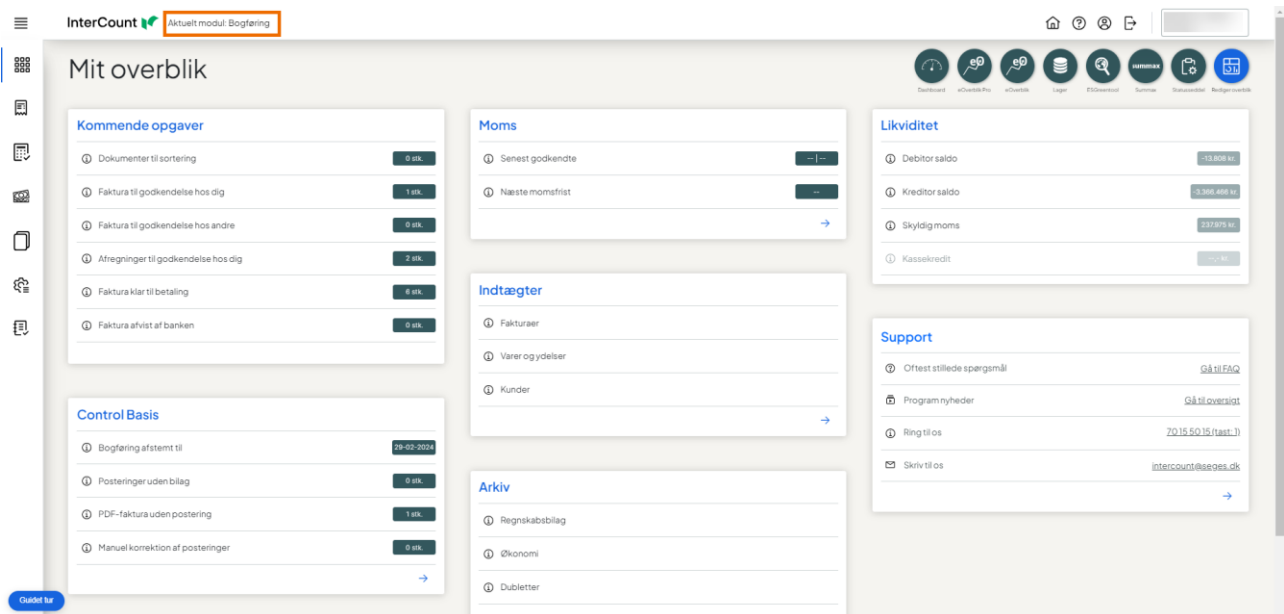 InterCount
Aktuelt modul: Bogføring
Mit overblik
Dashboard
eOverblik Pro
eOverblik
Lager
ESGreentool
summax
Summax
Statusseddel
Rediger overblik
Kommende opgaver
Dokumenter til sortering 0 stk.
Faktura til godkendelse hos dig 1 stk.
Faktura til godkendelse hos andre 0 stk.
Afregninger til godkendelse hos dig 2 stk.
Faktura klar til betaling 6 stk.
Faktura afvist af banken 0 stk.
Control Basis
Bogføring afstemt til 29-02-2024
Posteringer uden bilag 0 stk.
PDF-faktura uden postering 1 stk.
Manuel korrektion af posteringer 0 stk.
Moms
Senest godkendte -- | --
Næste momsfrist --
Indtægter
Fakturaer
Varer og ydelser
Kunder
Arkiv
Regnskabsbilag
Økonomi
Dubletter
Likviditet
Debitor saldo -13.808 kr.
Kreditor saldo -3.366.466 kr.
Skyldig moms 237.975 kr.
Kassekredit --,- kr.
Support
Oftest stillede spørgsmål Gå til FAQ
Program nyheder Gå til oversigt
Ring til os 70 15 50 15 (tast: 1)
Skriv til os intercount@seges.dk
Guidet tur